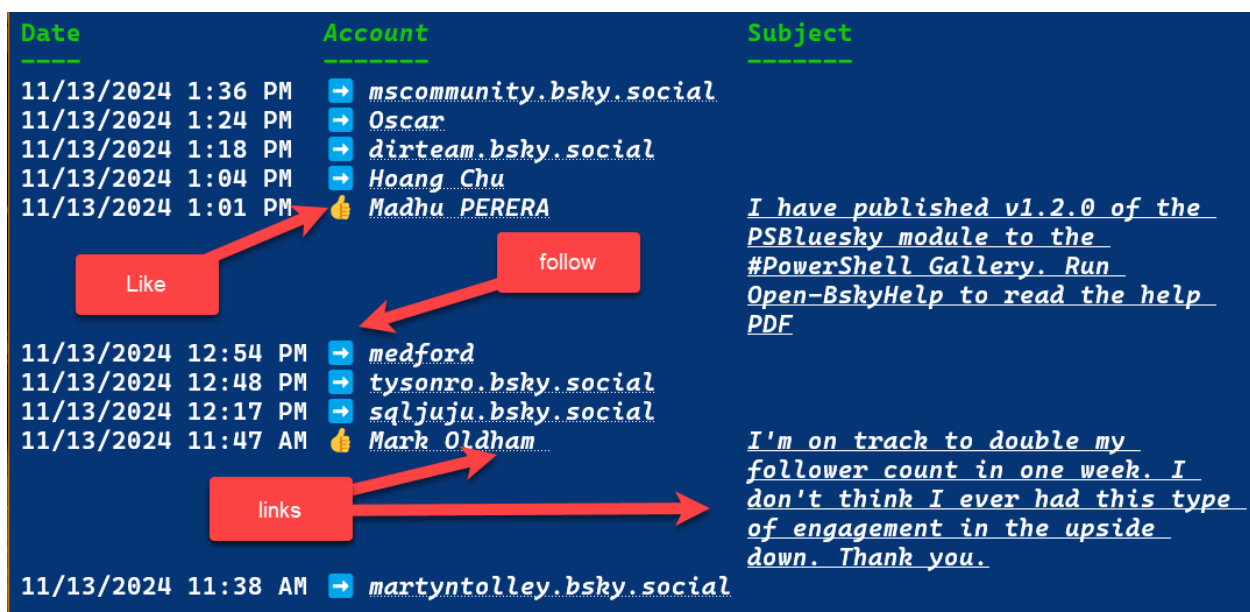 Date Account Subject
---- ------- -------
11/13/2024 1:36 PM ➡️ mscommunity.bsky.social
11/13/2024 1:24 PM ➡️ Oscar
11/13/2024 1:18 PM ➡️ dirteam.bsky.social
11/13/2024 1:04 PM ➡️ Hoang Chu
11/13/2024 1:01 PM 👍 Madhu PERERA I have published v1.2.0 of the
PSBluesky module to the
#PowerShell Gallery. Run
Open-BskyHelp to read the help
PDF
Like
follow
11/13/2024 12:54 PM ➡️ medford
11/13/2024 12:48 PM ➡️ tysonro.bsky.social
11/13/2024 12:17 PM ➡️ sqljuju.bsky.social
11/13/2024 11:47 AM 👍 Mark Oldham I'm on track to double my
follower count in one week. I
don't think I ever had this type
of engagement in the upside
down. Thank you.
links
11/13/2024 11:38 AM ➡️ martyntolley.bsky.social